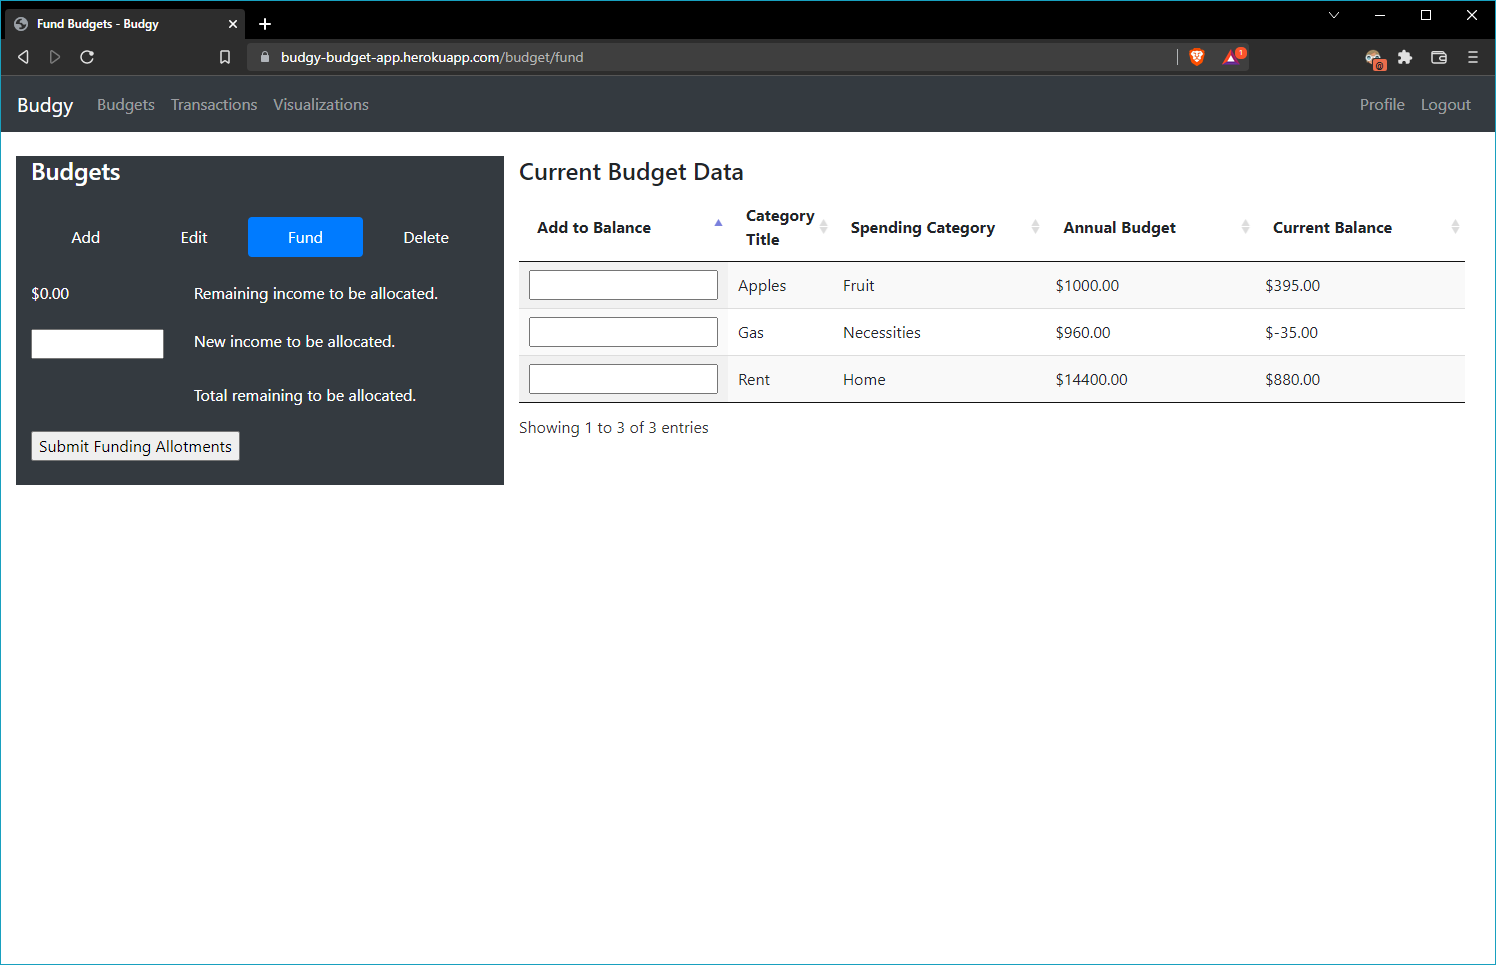 Fund Budgets - Budgy
budgy-budget-app.herokuapp.com/budget/fund
1
Budgy Budgets Transactions Visualizations Profile Logout
Budgets
Add Edit Fund Delete
$0.00 Remaining income to be allocated.
New income to be allocated.
Total remaining to be allocated.
Submit Funding Allotments
Current Budget Data
Add to Balance Category Title Spending Category Annual Budget Current Balance
Apples Fruit $1000.00 $395.00
Gas Necessities $960.00 $-35.00
Rent Home $14400.00 $880.00
Showing 1 to 3 of 3 entries